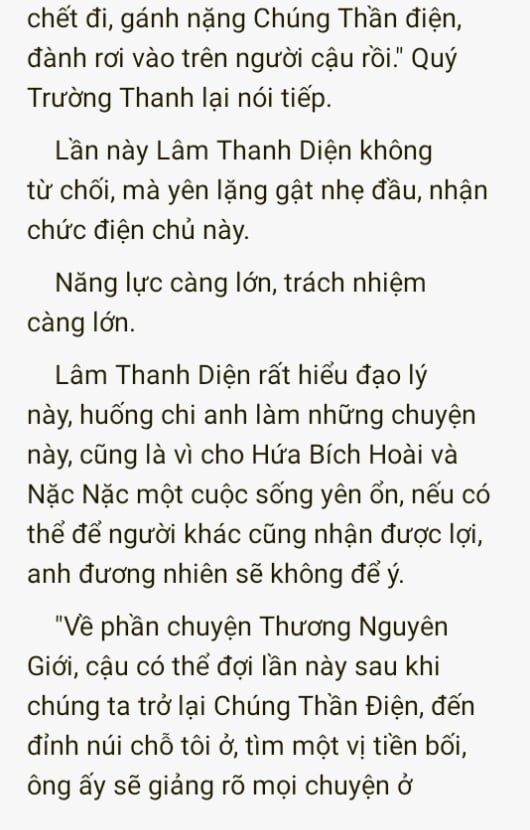 chết đi, gánh nặng Chúng Thần điện,
đành rơi vào trên người cậu rồi." Quý
Trường Thanh lại nói tiếp.
Lần này Lâm Thanh Diện không
từ chối, mà yên lặng gật nhẹ đầu, nhận
chức điện chủ này.
Năng lực càng lớn, trách nhiệm
càng lớn.
Lâm Thanh Diện rất hiểu đạo lý
này, huống chi anh làm những chuyện
này, cũng là vì cho Hứa Bích Hoài và
Nặc Nặc một cuộc sống yên ổn, nếu có
thể để người khác cũng nhận được lợi,
anh đương nhiên sẽ không để ý.
"Về phần chuyện Thương Nguyên
Giới, cậu có thể đợi lần này sau khi
chúng ta trở lại Chúng Thần Điện, đến
đỉnh núi chỗ tôi ở, tìm một vị tiền bối,
ông ấy sẽ giảng rõ mọi chuyện ở